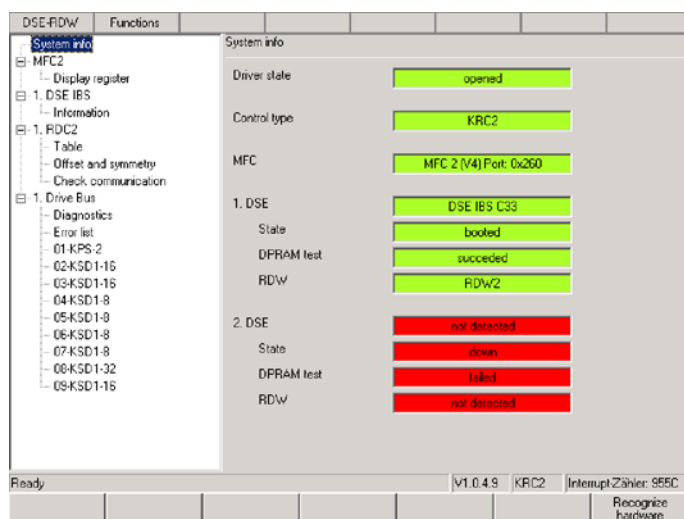 DSE-RDW Functions
System info
MFC2
Display register
1. DSE IBS
Information
1. RDC2
Table
Offset and symmetry
Check communication
1. Drive Bus
Diagnostics
Error list
01-KPS-2
02-KSD1-16
03-KSD1-16
04-KSD1-8
05-KSD1-8
06-KSD1-8
07-KSD1-8
08-KSD1-32
09-KSD1-16
System info
Driver state opened
Control type KRC2
MFC MFC 2 (V4) Port: 0x260
1. DSE DSE IBS C33
State booted
DPRAM test succeded
RDW RDW2
2. DSE not detected
State down
DPRAM test failed
RDW not detected
Ready V1.0.4.9 KRC2 Interrupt-Zähler: 955C
Recognize
hardware